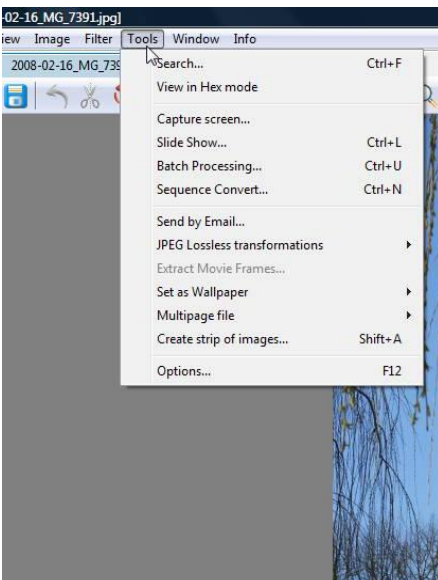 -02-16_MG_7391.jpg]
iew Image Filter Tools Window Info
2008-02-16_MG_739
Search... Ctrl+F
View in Hex mode
Capture screen...
Slide Show... Ctrl+L
Batch Processing... Ctrl+U
Sequence Convert... Ctrl+N
Send by Email...
JPEG Lossless transformations
Extract Movie Frames...
Set as Wallpaper
Multipage file
Create strip of images... Shift+A
Options... F12